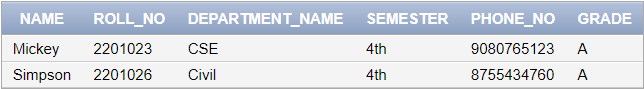 NAME ROLL_NO DEPARTMENT_NAME SEMESTER PHONE_NO GRADE
Mickey 2201023 CSE 4th 9080765123 A
Simpson 2201026 Civil 4th 8755434760 A